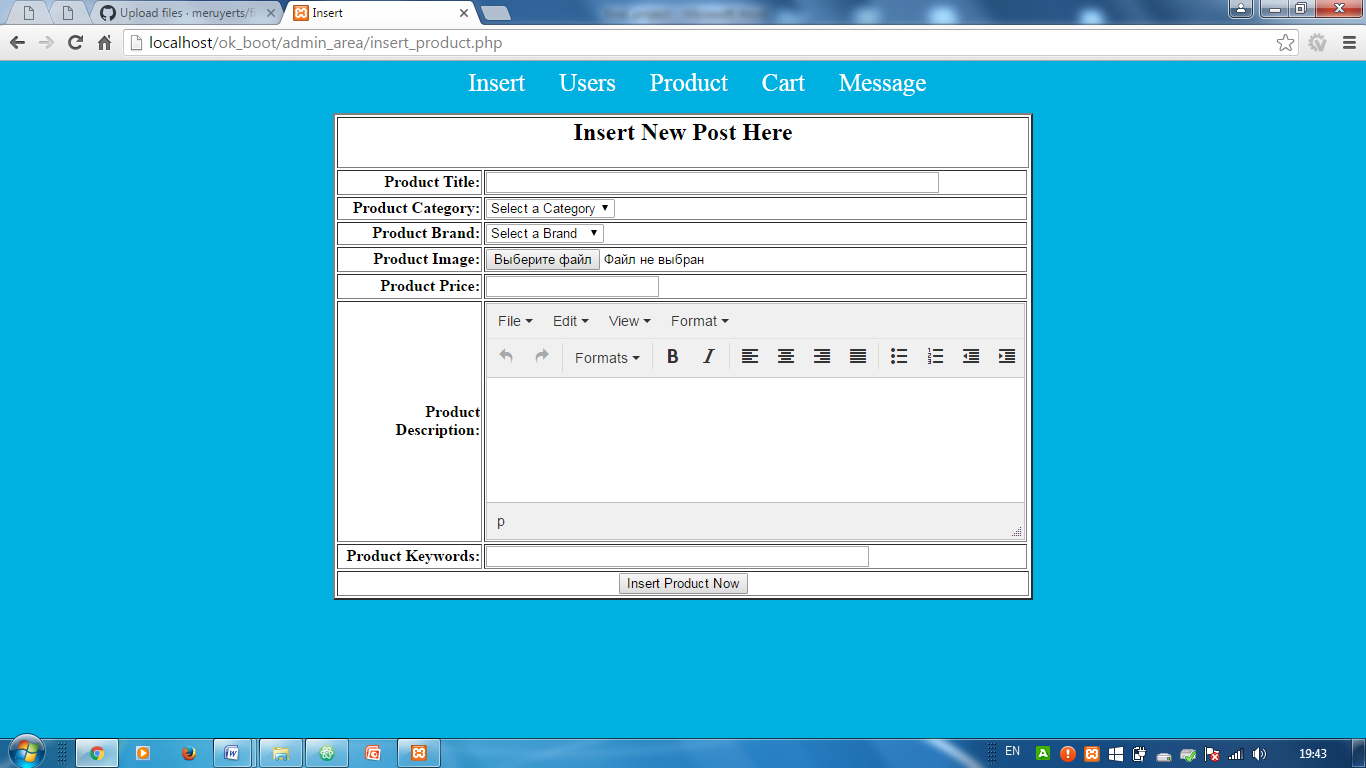 Upload files · meruyerts/fi
Insert
localhost/ok_boot/admin_area/insert_product.php
Insert Users Product Cart Message
Insert New Post Here
Product Title:
Product Category: Select a Category
Product Brand: Select a Brand
Product Image: Выберите файл Файл не выбран
Product Price:
File Edit View Format
Formats B I
Product
Description:
p
Product Keywords:
Insert Product Now
EN 19:43